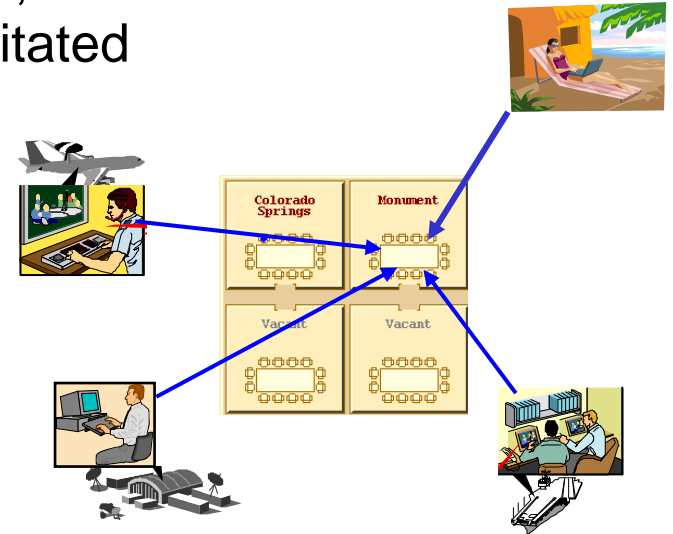 itated
Colorado
Springs
Monument
Vacant
Vacant